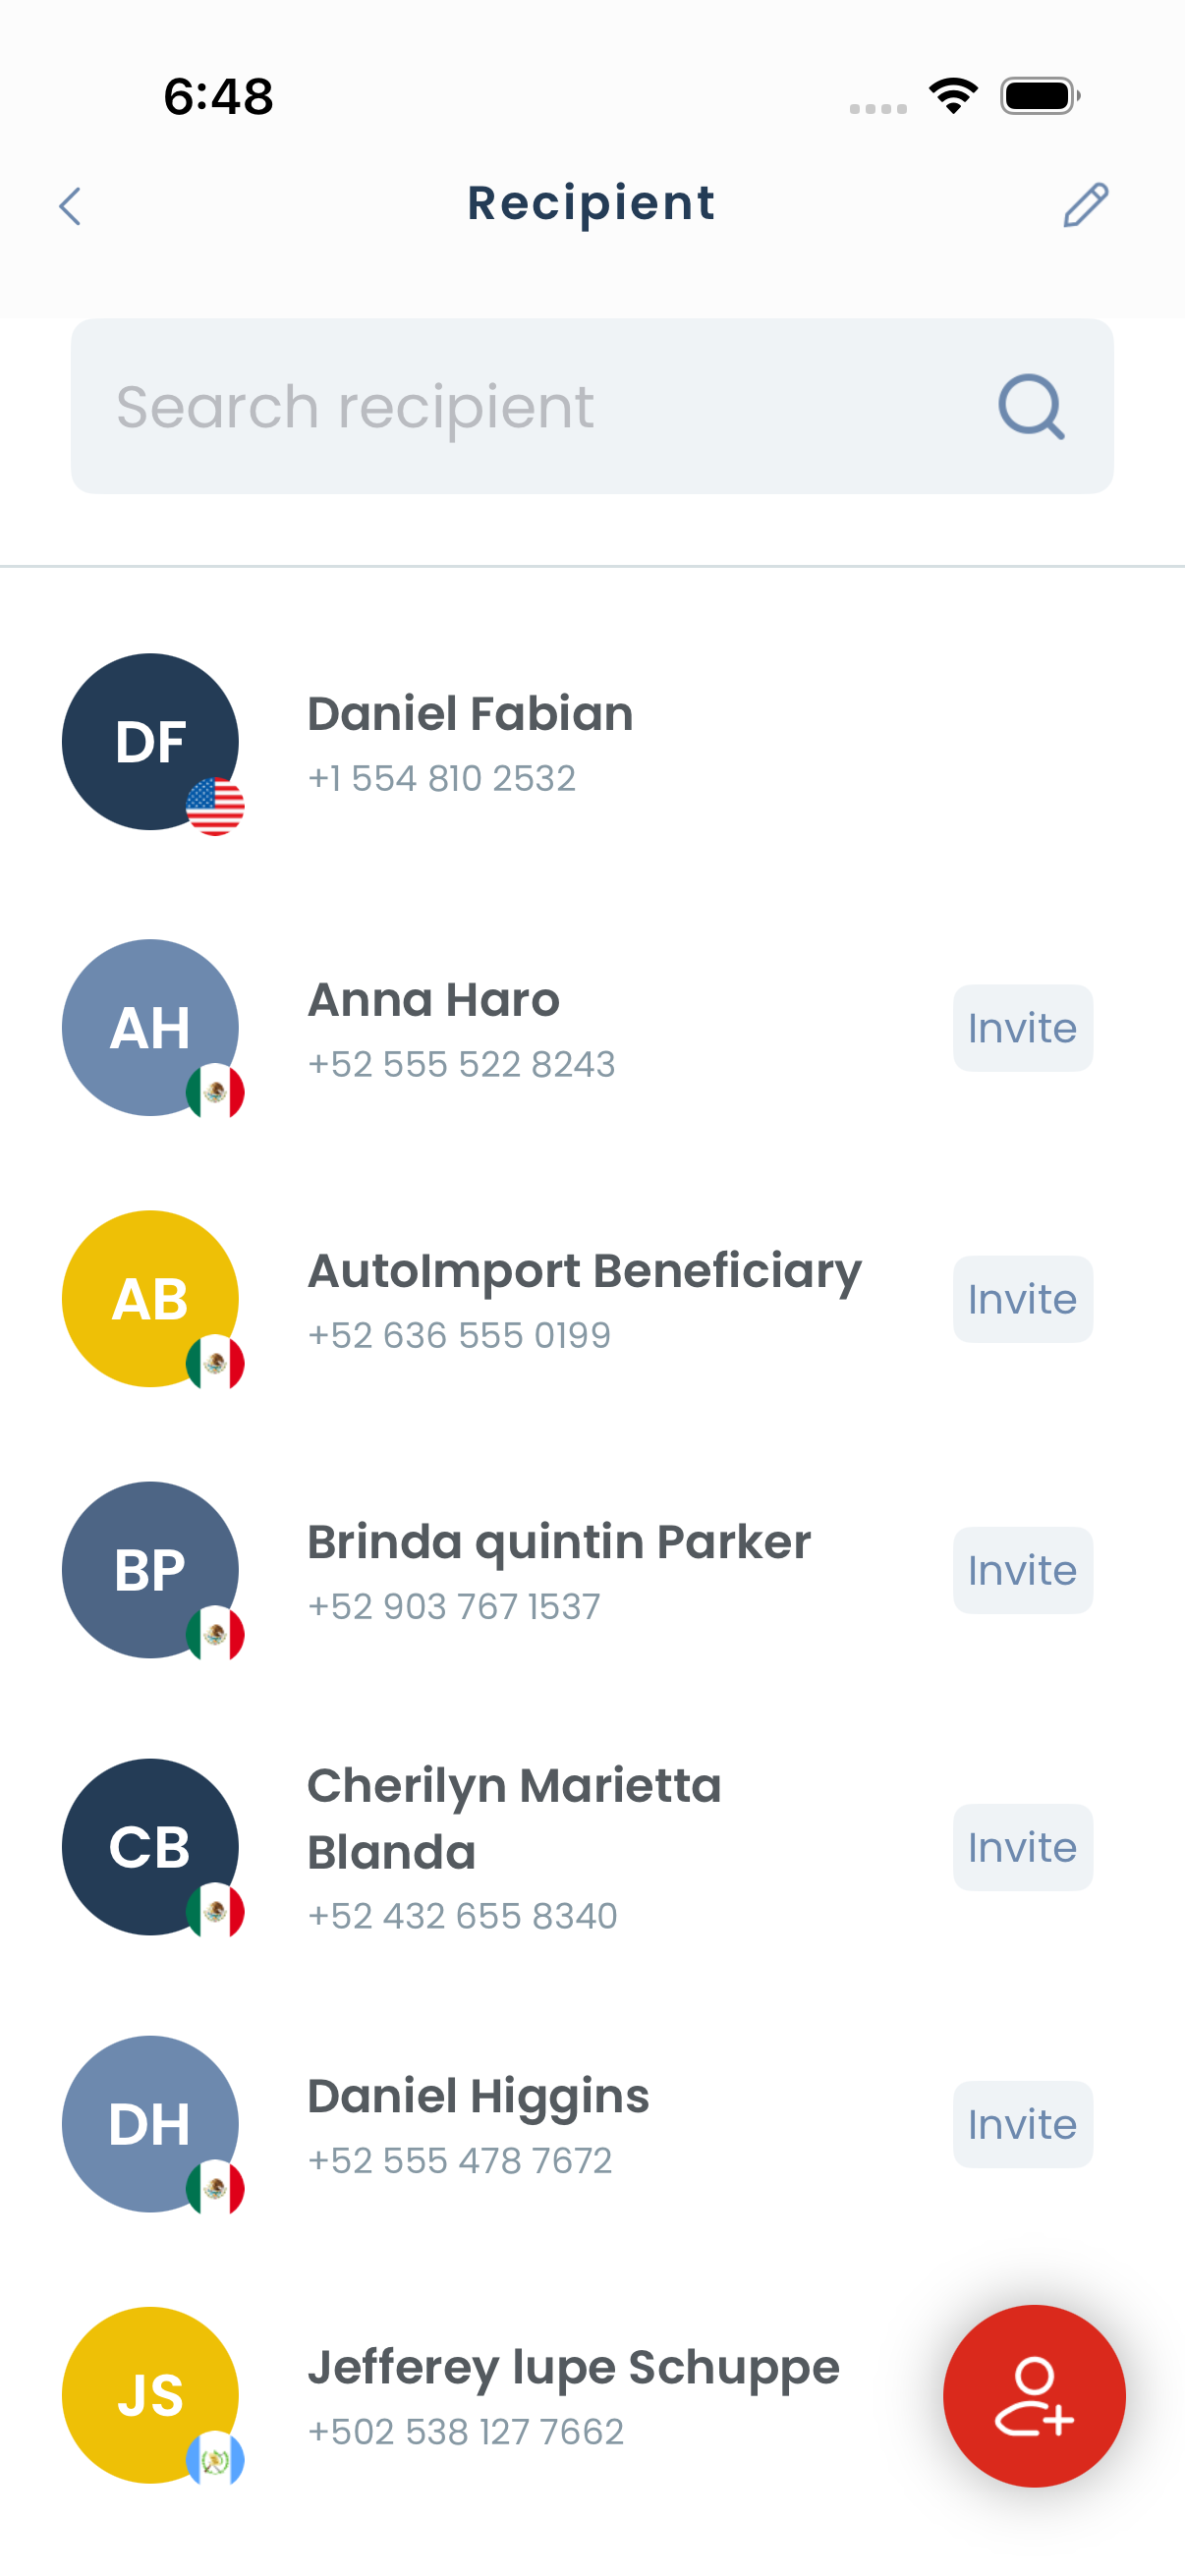 6:48
Recipient
Search recipient
DF
Daniel Fabian
+1 554 810 2532
AH
Anna Haro
+52 555 522 8243
Invite
AB
AutoImport Beneficiary
+52 636 555 0199
Invite
BP
Brinda quintin Parker
+52 903 767 1537
Invite
CB
Cherilyn Marietta
Blanda
+52 432 655 8340
Invite
DH
Daniel Higgins
+52 555 478 7672
Invite
JS
Jefferey lupe Schuppe
+502 538 127 7662